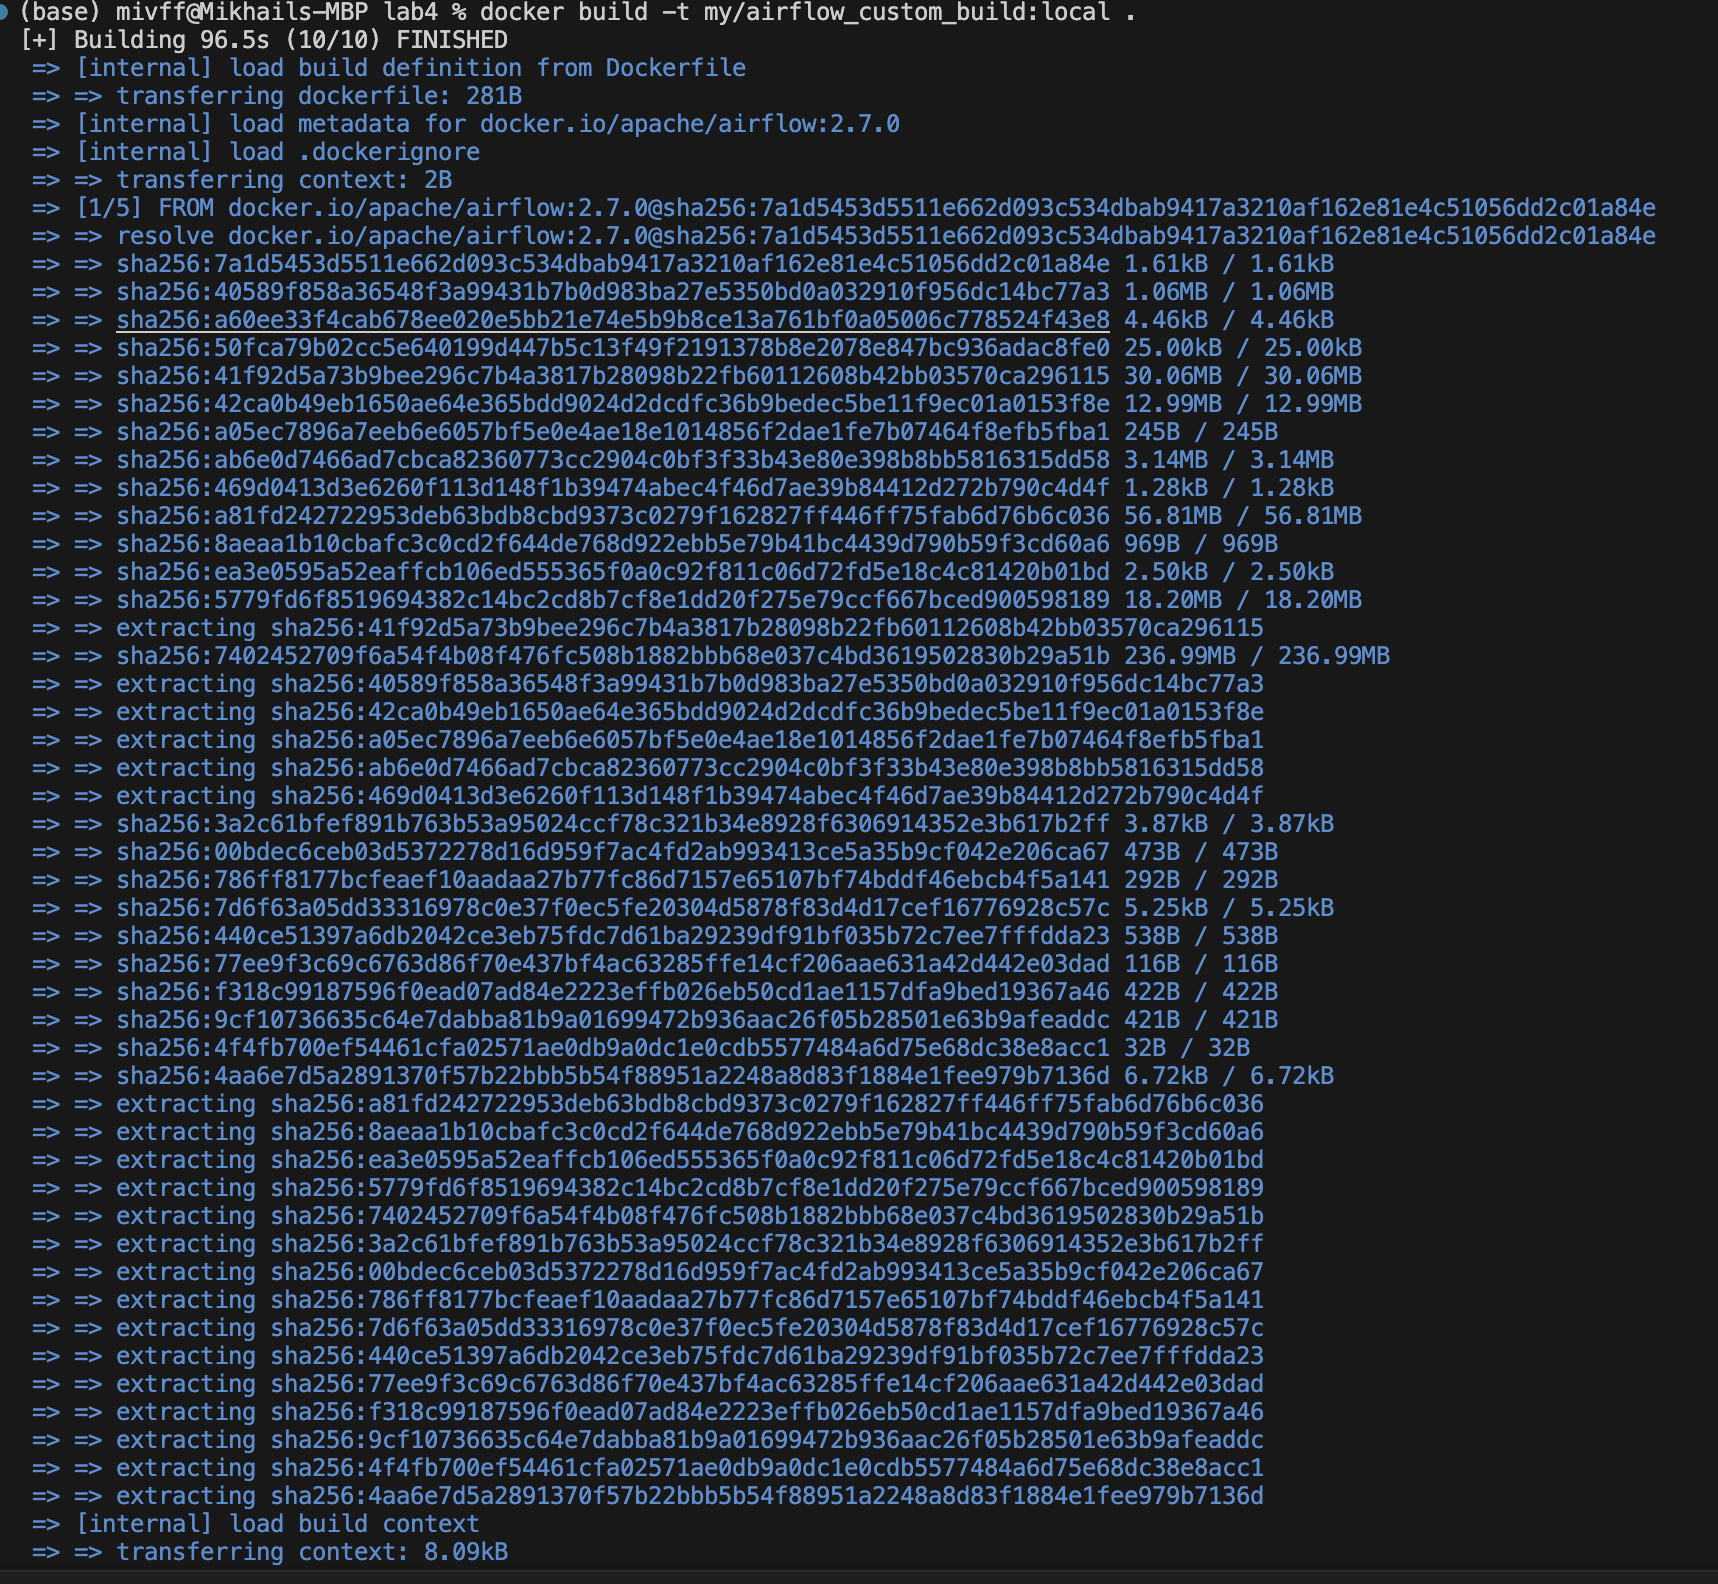 (base) mivff@Mikhails-MBP lab4 % docker build -t my/airflow_custom_build:local .
[+] Building 96.5s (10/10) FINISHED
=> [internal] load build definition from Dockerfile
=> => transferring dockerfile: 281B
=> [internal] load metadata for docker.io/apache/airflow:2.7.0
=> [internal] load .dockerignore
=> => transferring context: 2B
=> [1/5] FROM docker.io/apache/airflow:2.7.0@sha256:7a1d5453d5511e662d093c534dbab9417a3210af162e81e4c51056dd2c01a84e
=> => resolve docker.io/apache/airflow:2.7.0@sha256:7a1d5453d5511e662d093c534dbab9417a3210af162e81e4c51056dd2c01a84e
=> => sha256:7a1d5453d5511e662d093c534dbab9417a3210af162e81e4c51056dd2c01a84e 1.61kB / 1.61kB
=> => sha256:40589f858a36548f3a99431b7b0d983ba27e5350bd0a032910f956dc14bc77a3 1.06MB / 1.06MB
=> => sha256:a60ee33f4cab678ee020e5bb21e74e5b9b8ce13a761bf0a05006c778524f43e8 4.46kB / 4.46kB
=> => sha256:50fca79b02cc5e640199d447b5c13f49f2191378b8e2078e847bc936adac8fe0 25.00kB / 25.00kB
=> => sha256:41f92d5a73b9bee296c7b4a3817b28098b22fb60112608b42bb03570ca296115 30.06MB / 30.06MB
=> => sha256:42ca0b49eb1650ae64e365bdd9024d2dcdfc36b9bedec5be11f9ec01a0153f8e 12.99MB / 12.99MB
=> => sha256:a05ec7896a7eeb6e6057bf5e0e4ae18e1014856f2dae1fe7b07464f8efb5fba1 245B / 245B
=> => sha256:ab6e0d7466ad7cbca82360773cc2904c0bf3f33b43e80e398b8bb5816315dd58 3.14MB / 3.14MB
=> => sha256:469d0413d3e6260f113d148f1b39474abec4f46d7ae39b84412d272b790c4d4f 1.28kB / 1.28kB
=> => sha256:a81fd242722953deb63bdb8cbd9373c0279f162827ff446ff75fab6d76b6c036 56.81MB / 56.81MB
=> => sha256:8aeaa1b10cbafc3c0cd2f644de768d922ebb5e79b41bc4439d790b59f3cd60a6 969B / 969B
=> => sha256:ea3e0595a52eaffcb106ed555365f0a0c92f811c06d72fd5e18c4c81420b01bd 2.50kB / 2.50kB
=> => sha256:5779fd6f8519694382c14bc2cd8b7cf8e1dd20f275e79ccf667bced900598189 18.20MB / 18.20MB
=> => extracting sha256:41f92d5a73b9bee296c7b4a3817b28098b22fb60112608b42bb03570ca296115
=> => sha256:7402452709f6a54f4b08f476fc508b1882bbb68e037c4bd3619502830b29a51b 236.99MB / 236.99MB
=> => extracting sha256:40589f858a36548f3a99431b7b0d983ba27e5350bd0a032910f956dc14bc77a3
=> => extracting sha256:42ca0b49eb1650ae64e365bdd9024d2dcdfc36b9bedec5be11f9ec01a0153f8e
=> => extracting sha256:a05ec7896a7eeb6e6057bf5e0e4ae18e1014856f2dae1fe7b07464f8efb5fba1
=> => extracting sha256:ab6e0d7466ad7cbca82360773cc2904c0bf3f33b43e80e398b8bb5816315dd58
=> => extracting sha256:469d0413d3e6260f113d148f1b39474abec4f46d7ae39b84412d272b790c4d4f
=> => sha256:3a2c61bfef891b763b53a95024ccf78c321b34e8928f6306914352e3b617b2ff 3.87kB / 3.87kB
=> => sha256:00bdec6ceb03d5372278d16d959f7ac4fd2ab993413ce5a35b9cf042e206ca67 473B / 473B
=> => sha256:786ff8177bcfeaef10aadaa27b77fc86d7157e65107bf74bddf46ebcb4f5a141 292B / 292B
=> => sha256:7d6f63a05dd33316978c0e37f0ec5fe20304d5878f83d4d17cef16776928c57c 5.25kB / 5.25kB
=> => sha256:440ce51397a6db2042ce3eb75fdc7d61ba29239df91bf035b72c7ee7fffdda23 538B / 538B
=> => sha256:77ee9f3c69c6763d86f70e437bf4ac63285ffe14cf206aae631a42d442e03dad 116B / 116B
=> => sha256:f318c99187596f0ead07ad84e2223effb026eb50cd1ae1157dfa9bed19367a46 422B / 422B
=> => sha256:9cf10736635c64e7dabba81b9a01699472b936aac26f05b28501e63b9afeaddc 421B / 421B
=> => sha256:4f4fb700ef54461cfa02571ae0db9a0dc1e0cdb5577484a6d75e68dc38e8acc1 32B / 32B
=> => sha256:4aa6e7d5a2891370f57b22bbb5b54f88951a2248a8d83f1884e1fee979b7136d 6.72kB / 6.72kB
=> => extracting sha256:a81fd242722953deb63bdb8cbd9373c0279f162827ff446ff75fab6d76b6c036
=> => extracting sha256:8aeaa1b10cbafc3c0cd2f644de768d922ebb5e79b41bc4439d790b59f3cd60a6
=> => extracting sha256:ea3e0595a52eaffcb106ed555365f0a0c92f811c06d72fd5e18c4c81420b01bd
=> => extracting sha256:5779fd6f8519694382c14bc2cd8b7cf8e1dd20f275e79ccf667bced900598189
=> => extracting sha256:7402452709f6a54f4b08f476fc508b1882bbb68e037c4bd3619502830b29a51b
=> => extracting sha256:3a2c61bfef891b763b53a95024ccf78c321b34e8928f6306914352e3b617b2ff
=> => extracting sha256:00bdec6ceb03d5372278d16d959f7ac4fd2ab993413ce5a35b9cf042e206ca67
=> => extracting sha256:786ff8177bcfeaef10aadaa27b77fc86d7157e65107bf74bddf46ebcb4f5a141
=> => extracting sha256:7d6f63a05dd33316978c0e37f0ec5fe20304d5878f83d4d17cef16776928c57c
=> => extracting sha256:440ce51397a6db2042ce3eb75fdc7d61ba29239df91bf035b72c7ee7fffdda23
=> => extracting sha256:77ee9f3c69c6763d86f70e437bf4ac63285ffe14cf206aae631a42d442e03dad
=> => extracting sha256:f318c99187596f0ead07ad84e2223effb026eb50cd1ae1157dfa9bed19367a46
=> => extracting sha256:9cf10736635c64e7dabba81b9a01699472b936aac26f05b28501e63b9afeaddc
=> => extracting sha256:4f4fb700ef54461cfa02571ae0db9a0dc1e0cdb5577484a6d75e68dc38e8acc1
=> => extracting sha256:4aa6e7d5a2891370f57b22bbb5b54f88951a2248a8d83f1884e1fee979b7136d
=> [internal] load build context
=> => transferring context: 8.09kB